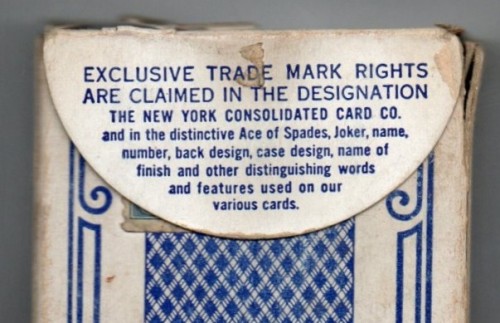 EXCLUSIVE TRADE MARK RIGHTS
ARE CLAIMED IN THE DESIGNATION
THE NEW YORK CONSOLIDATED CARD CO.
and in the distinctive Ace of Spades, Joker, name,
number, back design, case design, name of
finish and other distinguishing words
and features used on our
various cards.